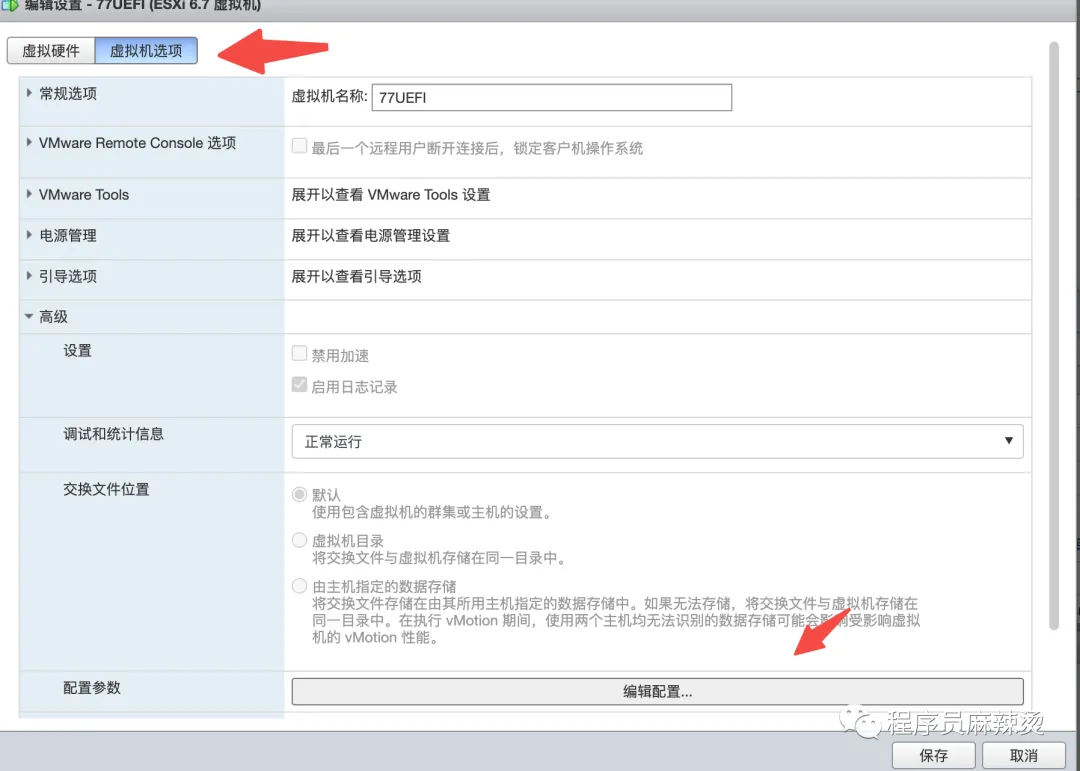 编辑设置 - 77UEFI (ESXi 6.7 虚拟机)
虚拟硬件 虚拟机选项
常规选项 虚拟机名称: 77UEFI
VMware Remote Console 选项 最后一个远程用户断开连接后，锁定客户机操作系统
VMware Tools 展开以查看 VMware Tools 设置
电源管理 展开以查看电源管理设置
引导选项 展开以查看引导选项
高级
设置 禁用加速
启用日志记录
调试和统计信息 正常运行
交换文件位置 默认
使用包含虚拟机的群集或主机的设置。
虚拟机目录
将交换文件与虚拟机存储在同一目录中。
由主机指定的数据存储
将交换文件存储在由其所用主机指定的数据存储中。如果无法存储，将交换文件与虚拟机存储在
同一目录中。在执行 vMotion 期间，使用两个主机均无法识别的数据存储可能会影响受影响虚拟
机的 vMotion 性能。
配置参数 编辑配置...
程序员麻辣烫
保存 取消